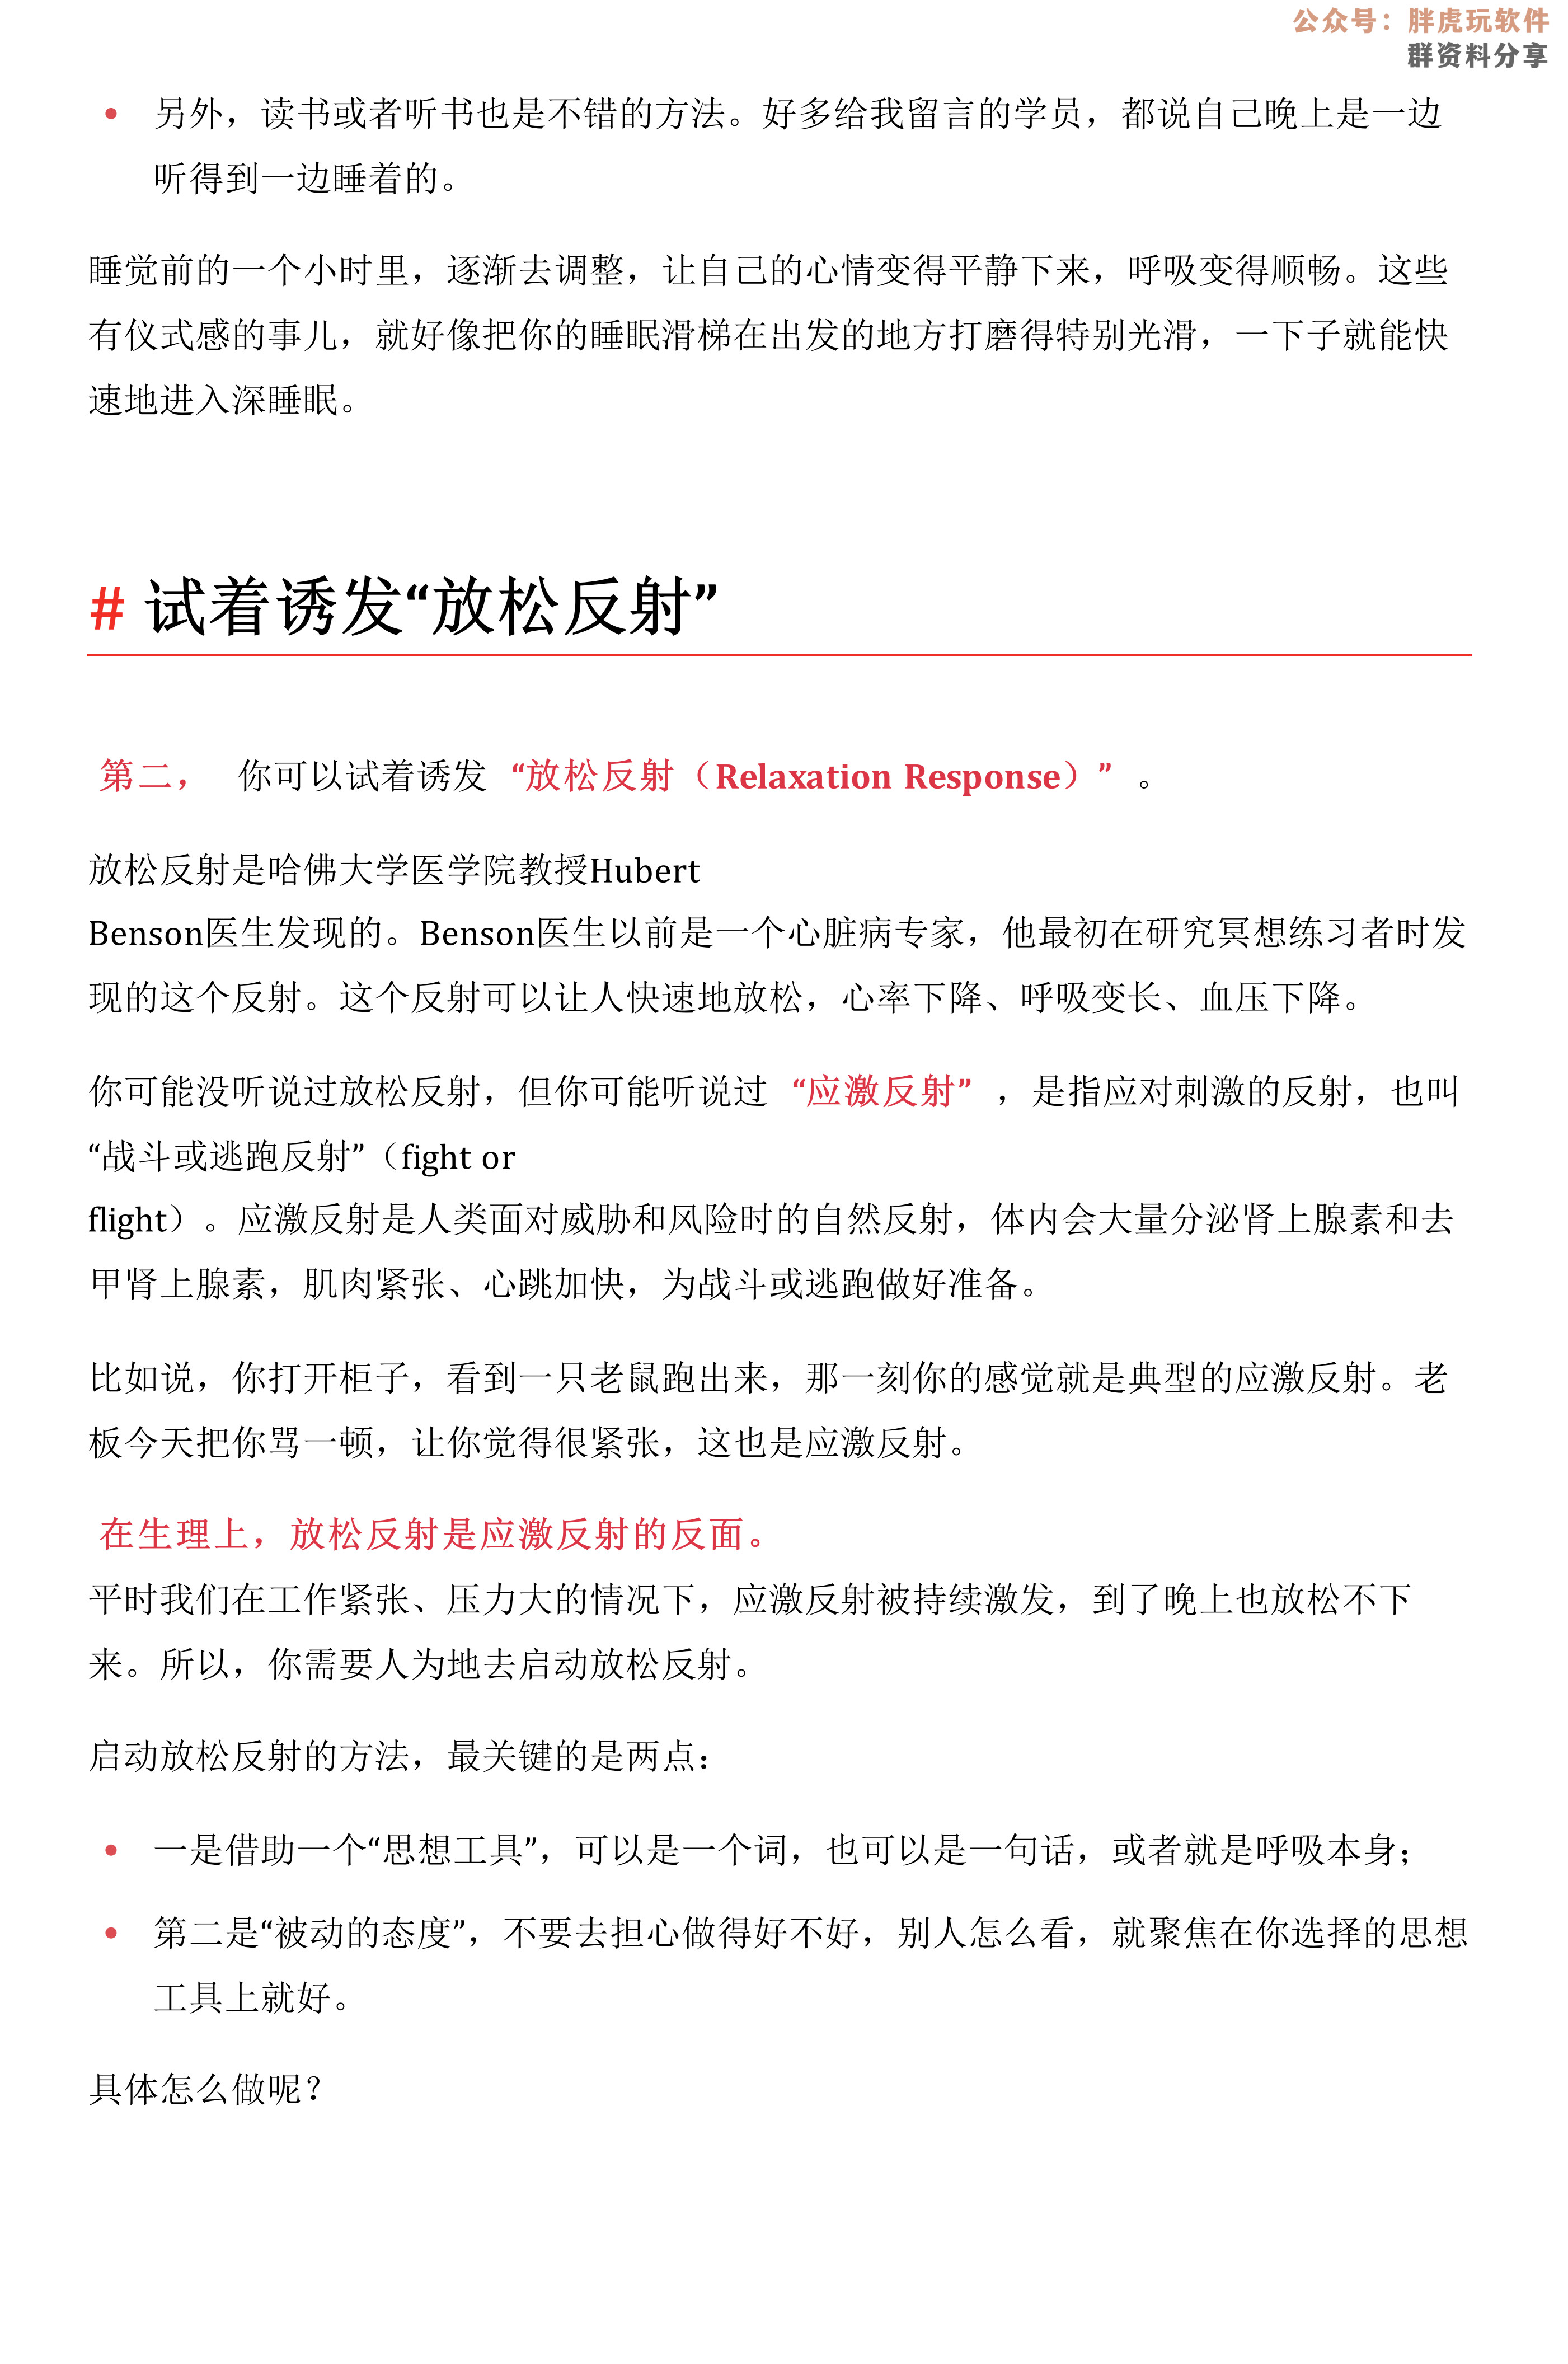 公众号：胖虎玩软件
群资料分享
• 另外，读书或者听书也是不错的方法。好多给我留言的学员，都说自己晚上是一边
听得到一边睡着的。
睡觉前的一个小时里，逐渐去调整，让自己的心情变得平静下来，呼吸变得顺畅。这些
有仪式感的事儿，就好像把你的睡眠滑梯在出发的地方打磨得特别光滑，一下子就能快
速地进入深睡眠。
# 试着诱发“放松反射”
第二， 你可以试着诱发 “放松反射（Relaxation Response）” 。
放松反射是哈佛大学医学院教授Hubert
Benson医生发现的。Benson医生以前是一个心脏病专家，他最初在研究冥想练习者时发
现的这个反射。这个反射可以让人快速地放松，心率下降、呼吸变长、血压下降。
你可能没听说过放松反射，但你可能听说过 “应激反射” ，是指应对刺激的反射，也叫
“战斗或逃跑反射”（fight or
flight）。应激反射是人类面对威胁和风险时的自然反射，体内会大量分泌肾上腺素和去
甲肾上腺素，肌肉紧张、心跳加快，为战斗或逃跑做好准备。
比如说，你打开柜子，看到一只老鼠跑出来，那一刻你的感觉就是典型的应激反射。老
板今天把你骂一顿，让你觉得很紧张，这也是应激反射。
在生理上，放松反射是应激反射的反面。
平时我们在工作紧张、压力大的情况下，应激反射被持续激发，到了晚上也放松不下
来。所以，你需要人为地去启动放松反射。
启动放松反射的方法，最关键的是两点：
• 一是借助一个“思想工具”，可以是一个词，也可以是一句话，或者就是呼吸本身；
• 第二是“被动的态度”，不要去担心做得好不好，别人怎么看，就聚焦在你选择的思想
工具上就好。
具体怎么做呢？